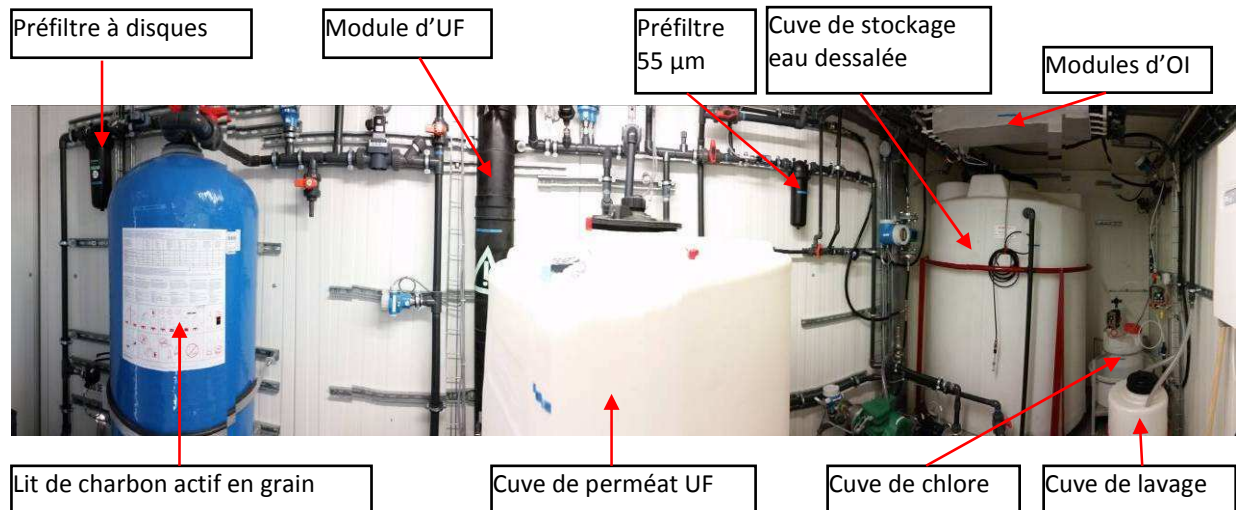 Préfiltre à disques
Module d'UF
Préfiltre
55 µm
Cuve de stockage
eau dessalée
Modules d'OI
Lit de charbon actif en grain
Cuve de perméat UF
Cuve de chlore
Cuve de lavage